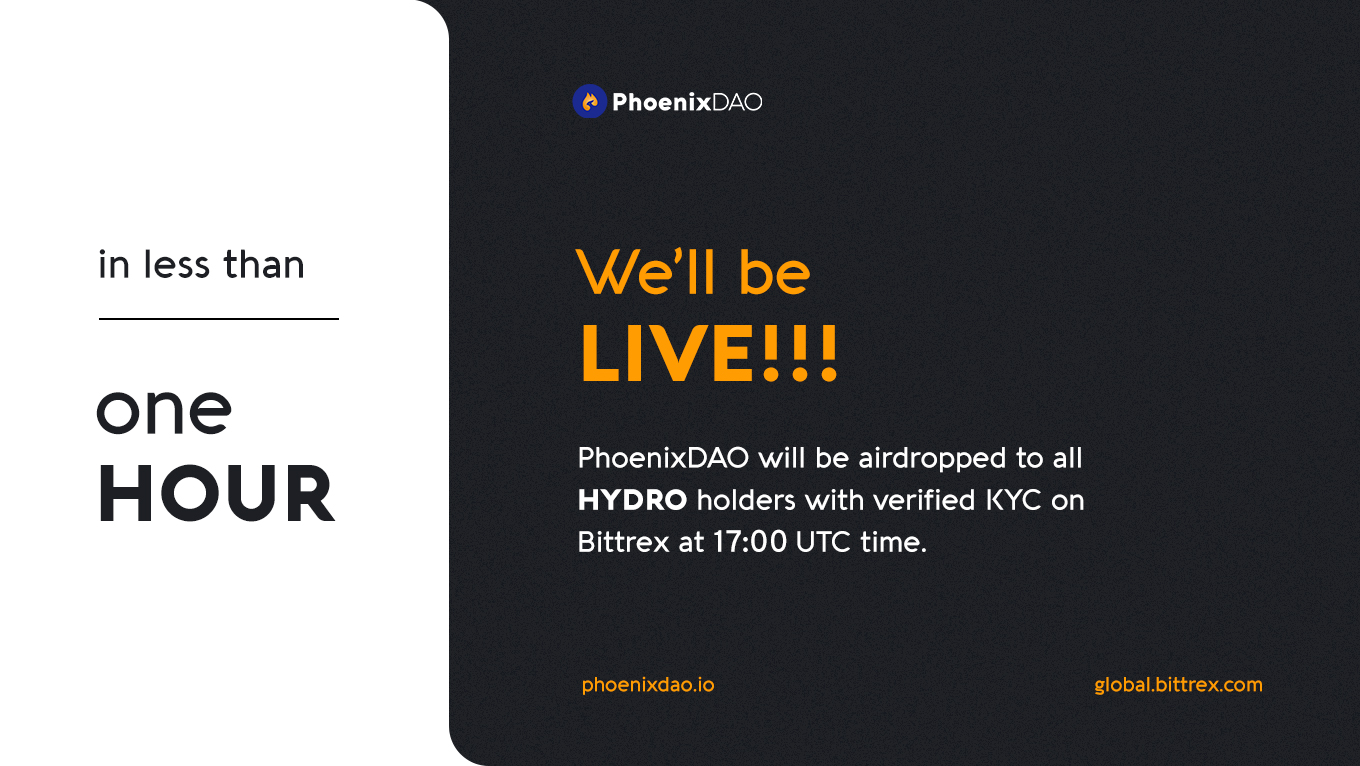 in less than
one
HOUR
PhoenixDAO
We'll be
LIVE!!!
PhoenixDAO will be airdropped to all
HYDRO holders with verified KYC on
Bittrex at 17:00 UTC time.
phoenixdao.io
global.bittrex.com